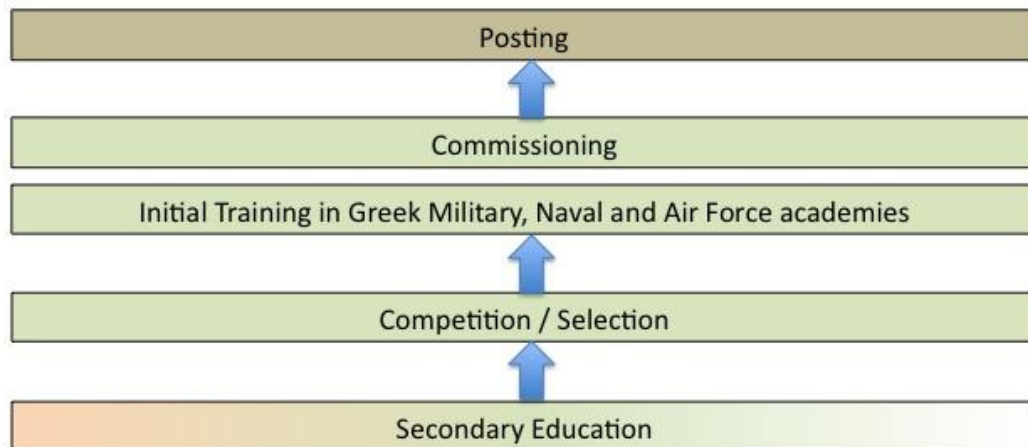 Posting
Commissioning
Initial Training in Greek Military, Naval and Air Force academies
Competition / Selection
Secondary Education